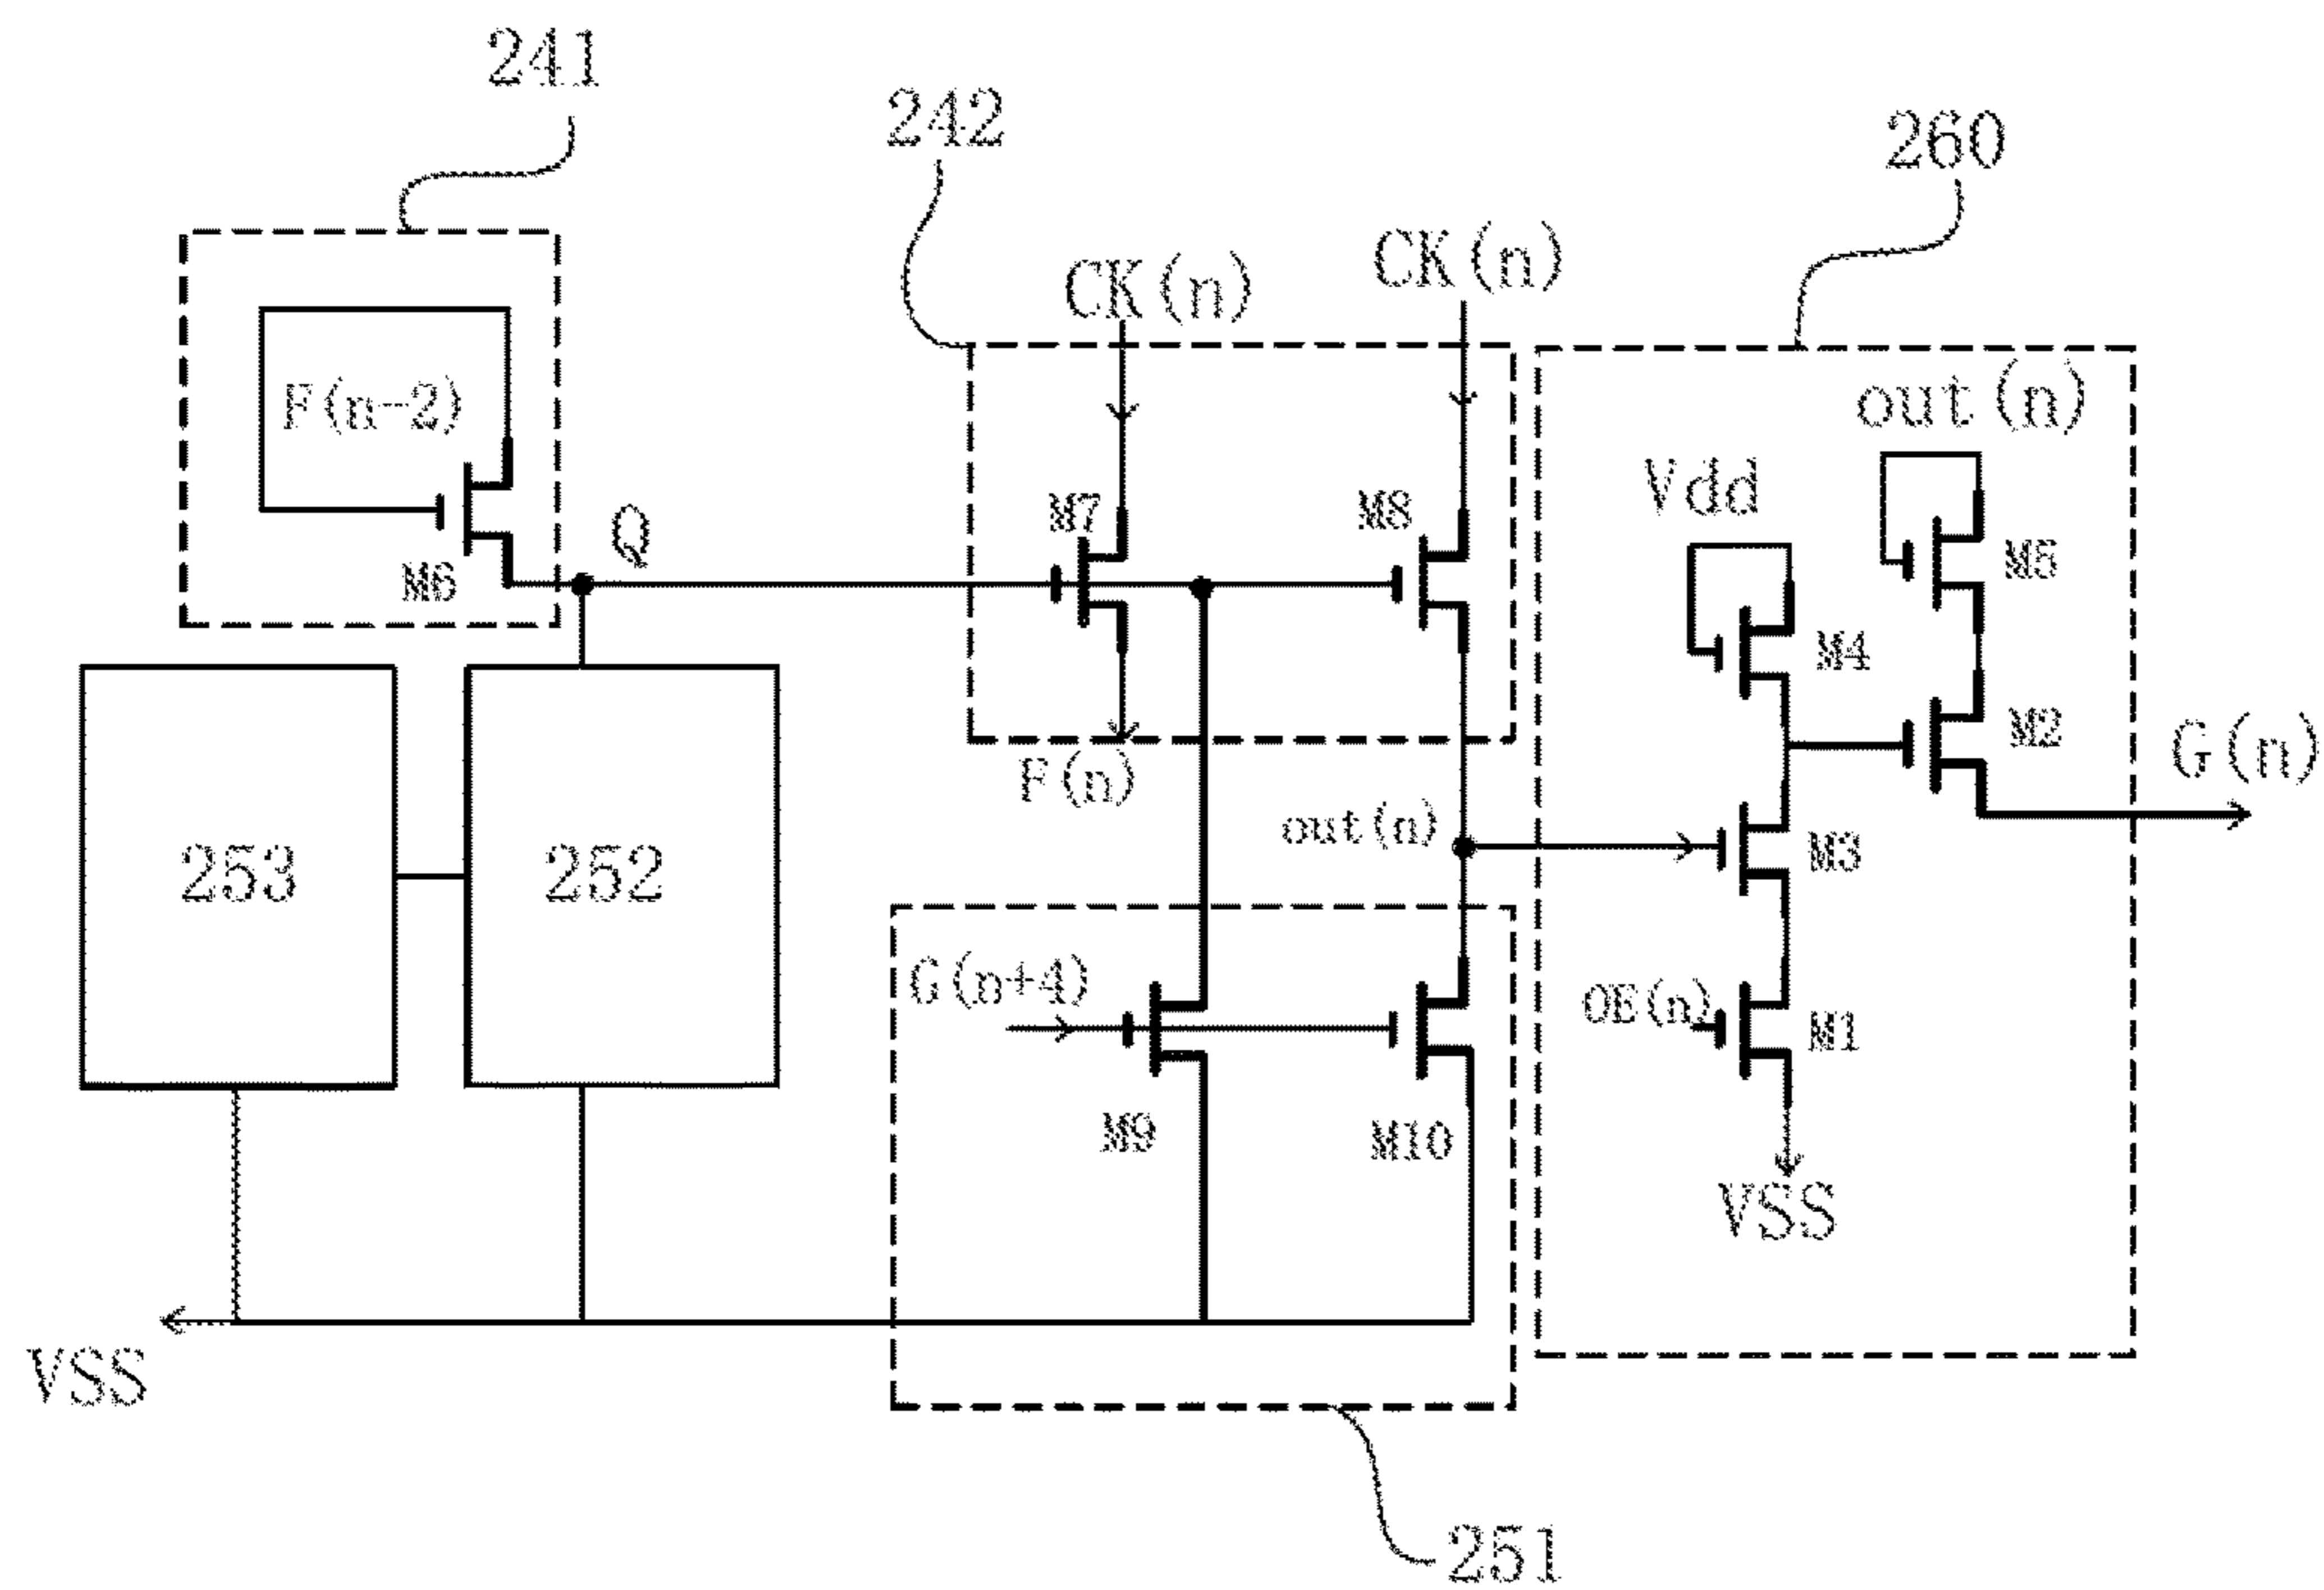 241
242
260
CK(n)
CK(n)
F(n-2)
out(n)
Vdd
M7
M8
Q
M5
M6
M4
M2
G(n)
F(n)
out(n)
M3
253
252
G(n+4)
OE(n)
M1
M9
M10
VSS
VSS
251